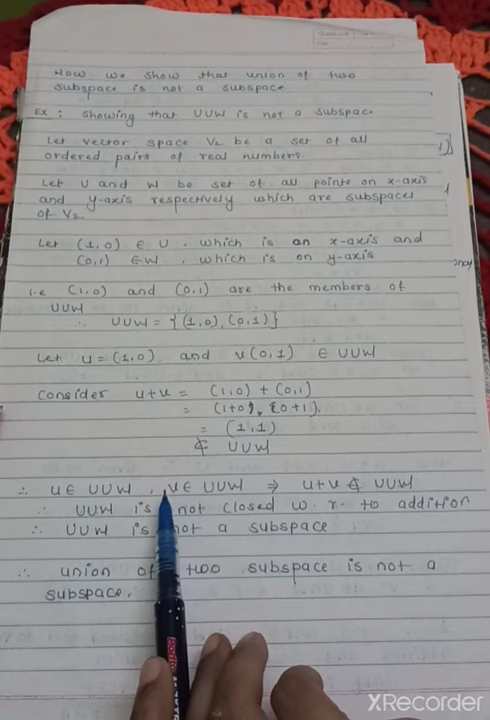 Now we show that union of two
subspace is not a subspace
Ex : showing that UUW is not a subspace
Let vector space V2 be a set of all
ordered pairs of real numbers.
Let U and W be set of all points on x-axis
and y-axis respectively which are subspaces
of V2.
Let (1,0) ∈ U . which is on x-axis and
(0,1) ∈ W . which is on y-axis
i.e (1,0) and (0,1) are the members of
UUW
∴ UUW = {(1,0), (0,1)}
Let u = (1,0) and v(0,1) ∈ UUW
Consider u+v = (1,0) + (0,1)
= (1+0), (0+1).
= (1,1)
∉ UUW
∴ u ∈ UUW , v ∈ UUW ⇒ u+v ∉ UUW
∴ UUW is not closed w.r. to addition
∴ UUW is not a subspace
∴ union of two subspace is not a
subspace.
XRecorder